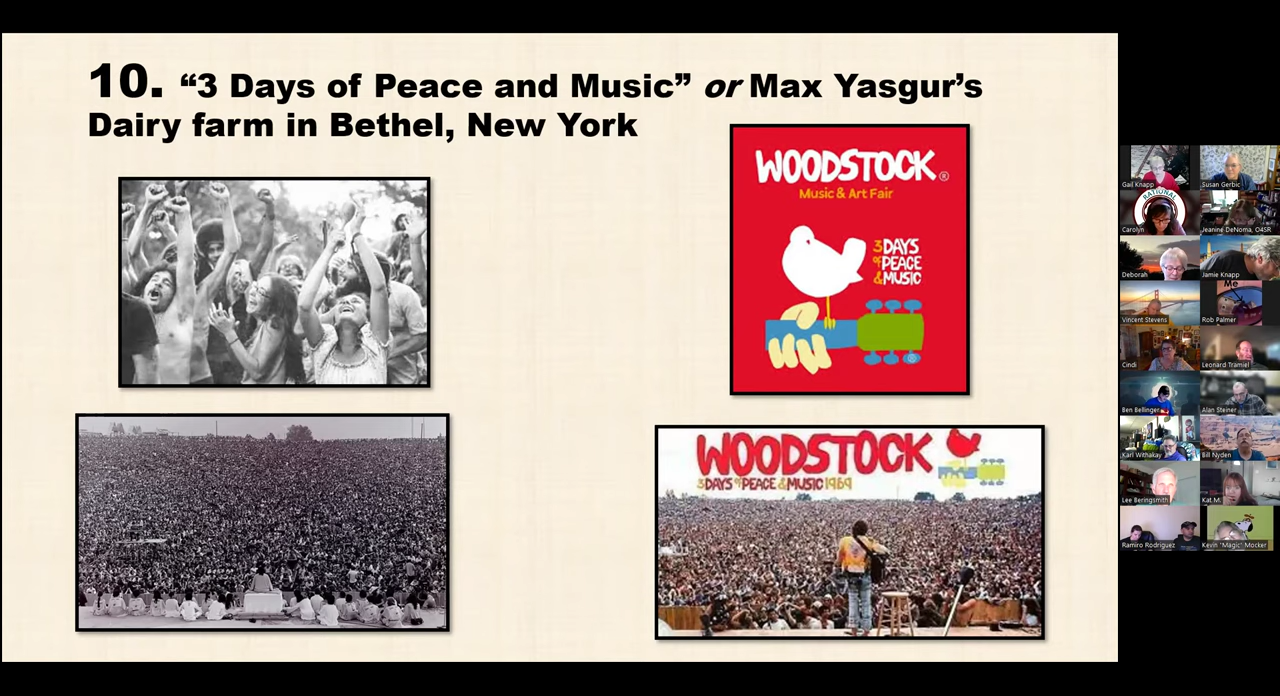 10. “3 Days of Peace and Music” or Max Yasgur’s
Dairy farm in Bethel, New York
WOODSTOCK®
Music & Art Fair
3 DAYS
of PEACE
& MUSIC
WOODSTOCK
3 DAYS of PEACE & MUSIC 1969
Gail Knapp
Susan Gerbic
RATIONAL
Carolyn
Jeanine DeNoma, O4SR
Deborah
Jamie Knapp
Me
Vincent Stevens
Rob Palmer
Cindi
Leonard Tramiel
Ben Bellinger
Alan Steiner
Karl Withakay
Bill Nyden
Lee Beringsmith
Kat M.
Ramiro Rodriguez
Kevin "Magic" Mocker